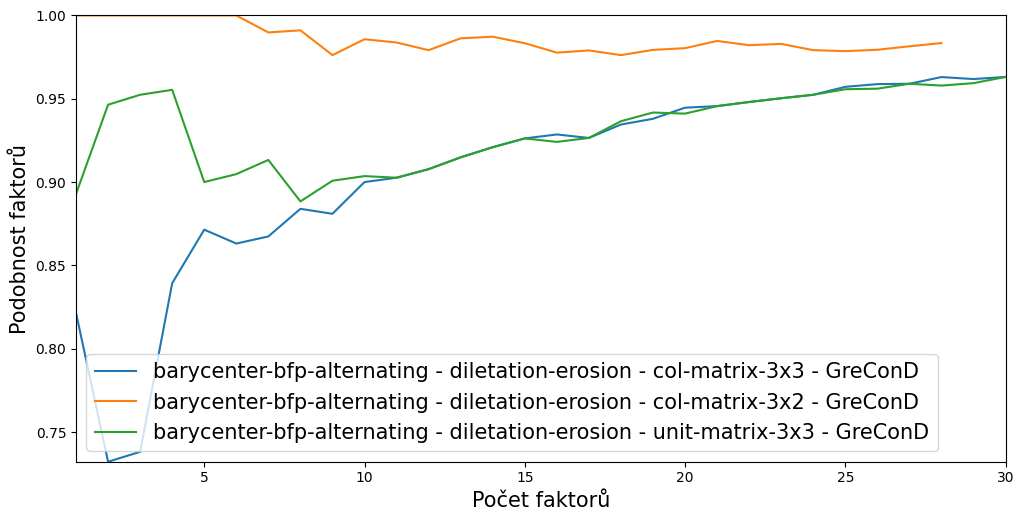 1.00
0.95
0.90
0.85
0.80
0.75
Podobnost faktorů
barycenter-bfp-alternating - diletation-erosion - col-matrix-3x3 - GreConD
barycenter-bfp-alternating - diletation-erosion - col-matrix-3x2 - GreConD
barycenter-bfp-alternating - diletation-erosion - unit-matrix-3x3 - GreConD
5 10 15 20 25 30
Počet faktorů